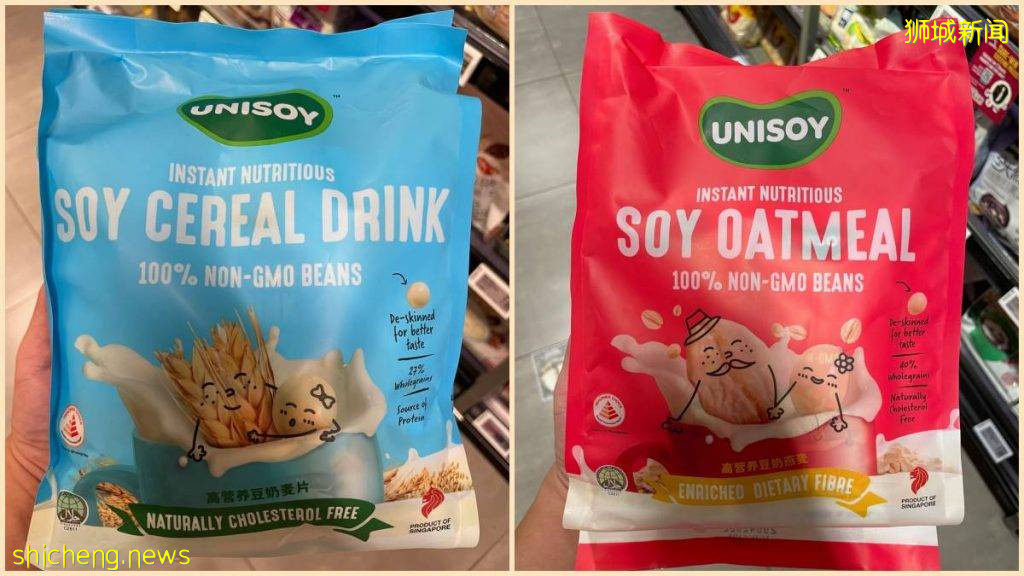 UNISOY
™
INSTANT NUTRITIOUS
SOY CEREAL DRINK
100% NON-GMO BEANS
De-skinned
for better
taste
27%
Wholegrains
Source of
Protein
高营养豆奶麦片
NATURALLY CHOLESTEROL FREE
PRODUCT OF
SINGAPORE
shicheng.news
狮城新闻
UNISOY
™
INSTANT NUTRITIOUS
SOY OATMEAL
100% NON-GMO BEANS
De-skinned
for better
taste
40%
Wholegrains
Naturally
Cholesterol
Free
高营养豆奶燕麦
ENRICHED DIETARY FIBRE
PRODUCT OF
SINGAPORE